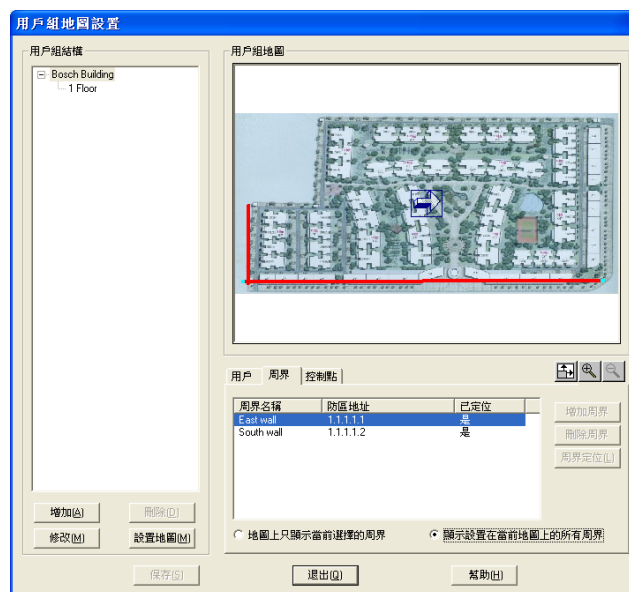 用戶組地圖設置
用戶組結構
Bosch Building
1 Floor
增加(A)
刪除(D)
修改(M)
設置地圖(M)
用戶組地圖
用戶
周界
控制點
周界名稱 防區地址 已定位
East wall 1.1.1.1.1 是
South wall 1.1.1.1.2 是
增加周界
刪除周界
周界定位(L)
地圖上只顯示當前選擇的周界
顯示設置在當前地圖上的所有周界
保存(S)
退出(Q)
幫助(H)